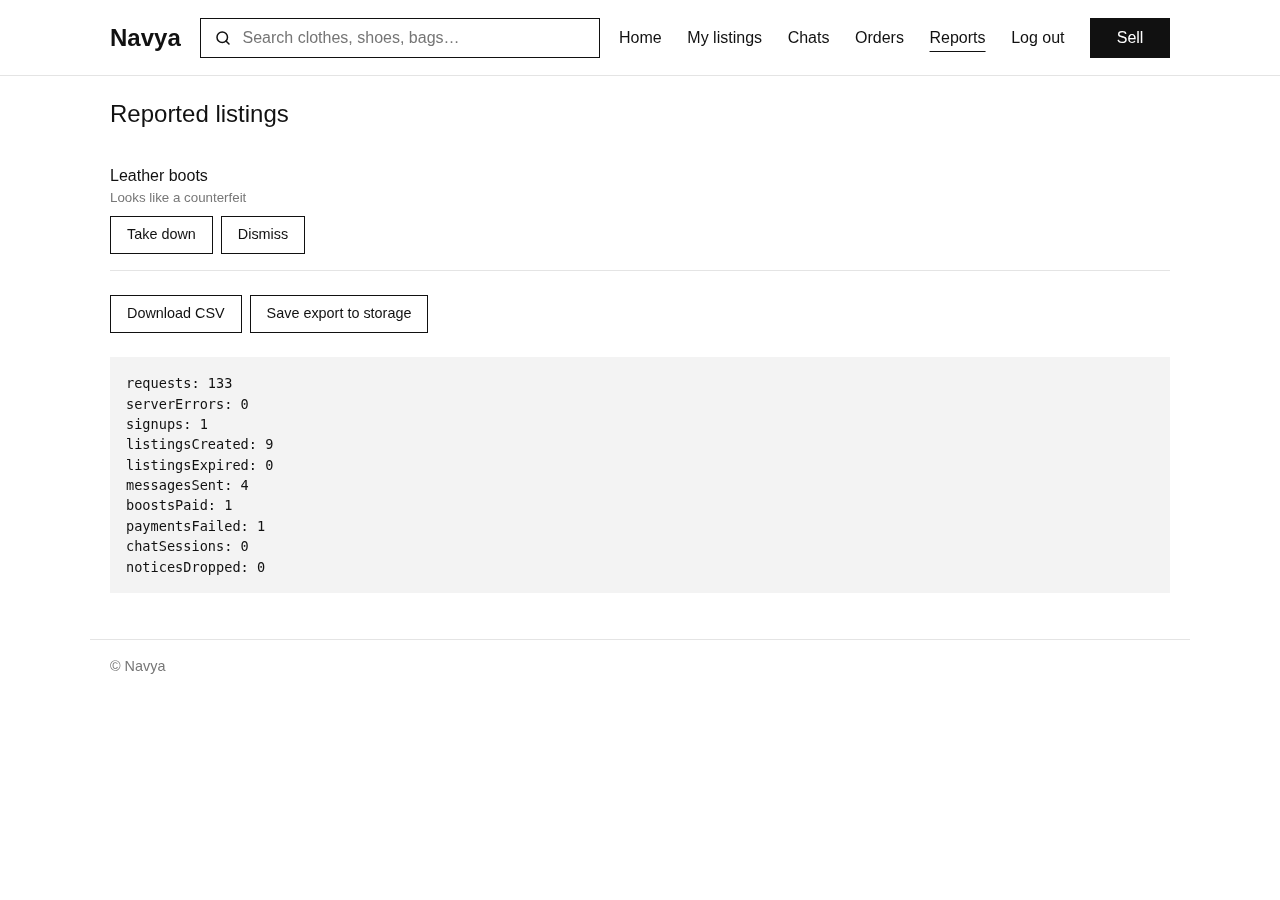 Navya
Search clothes, shoes, bags…
Home
My listings
Chats
Orders
Reports
Log out
Sell
Reported listings
Leather boots
Looks like a counterfeit
Take down
Dismiss
Download CSV
Save export to storage
requests: 133
serverErrors: 0
signups: 1
listingsCreated: 9
listingsExpired: 0
messagesSent: 4
boostsPaid: 1
paymentsFailed: 1
chatSessions: 0
noticesDropped: 0
© Navya